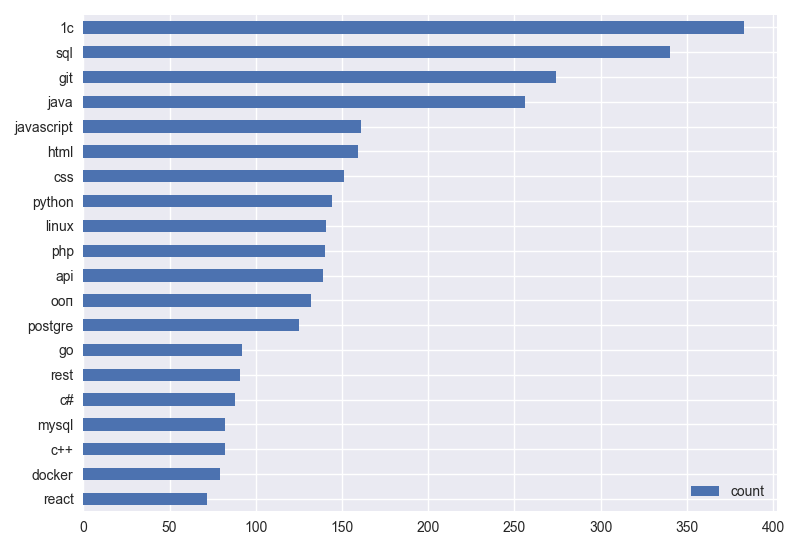 1c
sql
git
java
javascript
html
css
python
linux
php
api
ооп
postgre
go
rest
c#
mysql
c++
docker
react
count
0 50 100 150 200 250 300 350 400